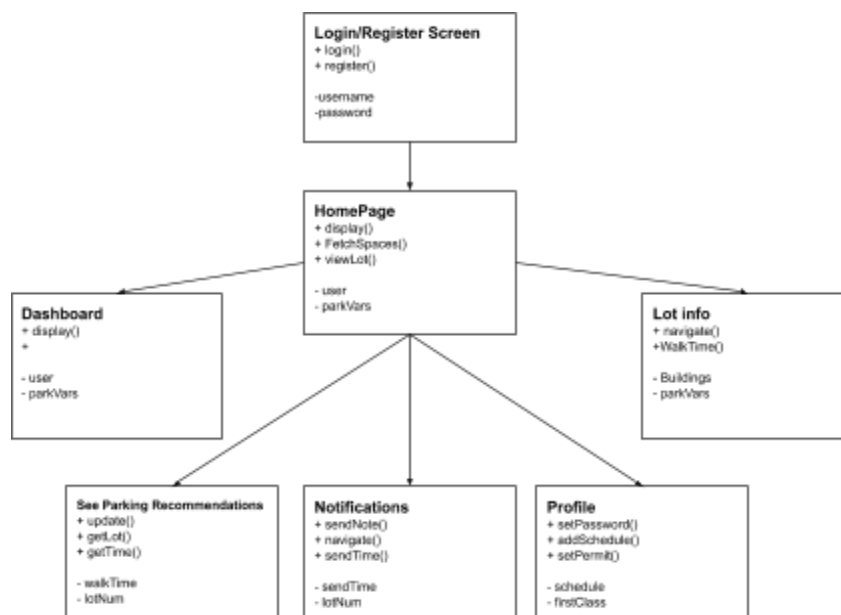 Login/Register Screen
+ login()
+ register()
-username
-password
HomePage
+ display()
+ FetchSpaces()
+ viewLot()
- user
- parkVars
Dashboard
+ display()
+
- user
- parkVars
Lot info
+ navigate()
+WalkTime()
- Buildings
- parkVars
See Parking Recommendations
+ update()
+ getLot()
+ getTime()
- walkTime
- lotNum
Notifications
+ sendNote()
+ navigate()
+ sendTime()
- sendTime
- lotNum
Profile
+ setPassword()
+ addSchedule()
+ setPermit()
- schedule
- firstClass